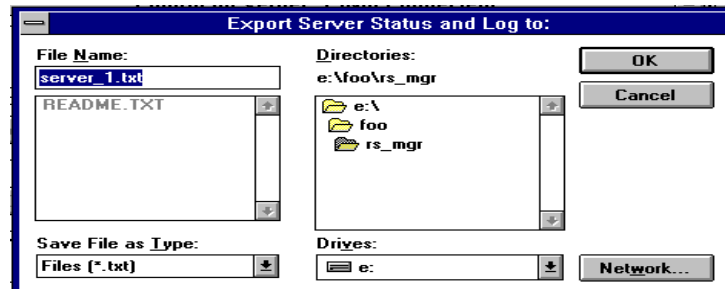 Export Server Status and Log to:
File Name:
server_1.txt
README.TXT
Save File as Type:
Files (*.txt)
Directories:
e:\foo\rs_mgr
e:\
foo
rs_mgr
Drives:
e:
OK
Cancel
Network...